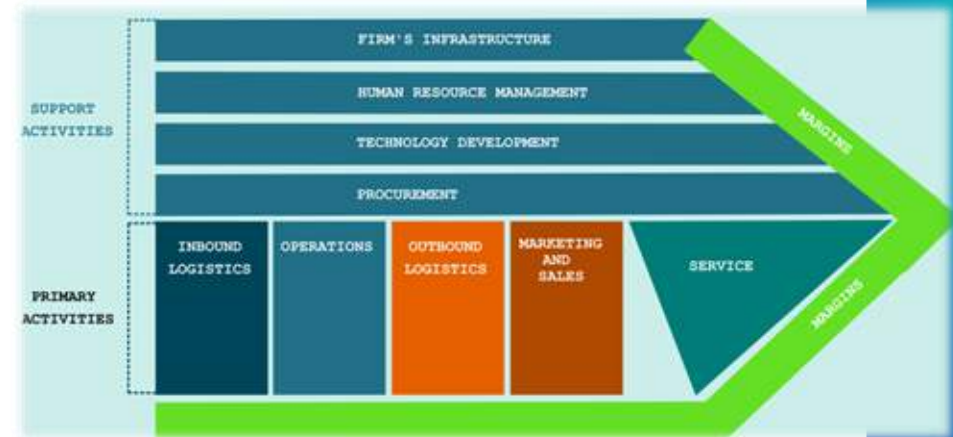 FIRM'S INFRASTRUCTURE
HUMAN RESOURCE MANAGEMENT
SUPPORT
ACTIVITIES
MARGINS
TECHNOLOGY DEVELOPMENT
PROCUREMENT
INBOUND
LOGISTICS
OPERATIONS
OUTBOUND
LOGISTICS
MARKETING
AND
SALES
SERVICE
PRIMARY
ACTIVITIES
MARGINS